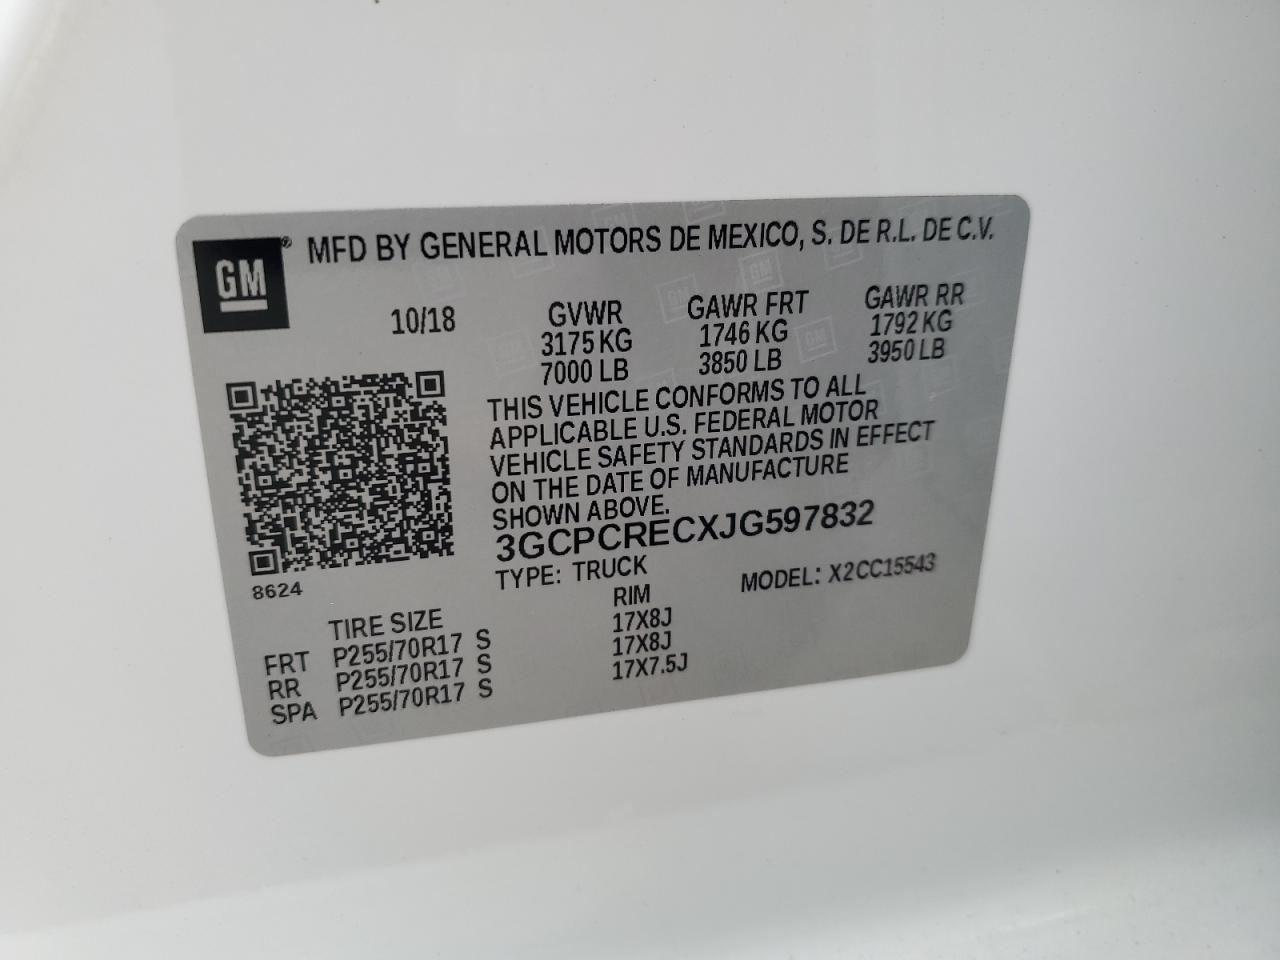 GM® MFD BY GENERAL MOTORS DE MEXICO, S. DE R.L. DE C.V.
10/18 GVWR GAWR FRT GAWR RR
3175 KG 1746 KG 1792 KG
7000 LB 3850 LB 3950 LB
THIS VEHICLE CONFORMS TO ALL
APPLICABLE U.S. FEDERAL MOTOR
VEHICLE SAFETY STANDARDS IN EFFECT
ON THE DATE OF MANUFACTURE
SHOWN ABOVE.
3GCPCRECXJG597832
8624 TYPE: TRUCK MODEL: X2CC15543
TIRE SIZE RIM
FRT P255/70R17 S 17X8J
RR P255/70R17 S 17X8J
SPA P255/70R17 S 17X7.5J